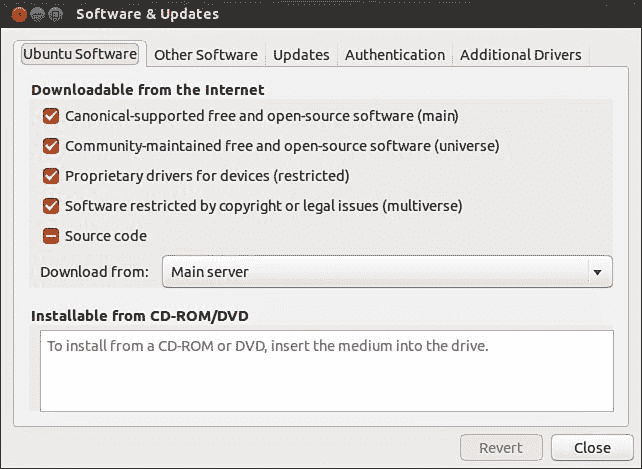 Software & Updates
Ubuntu Software Other Software Updates Authentication Additional Drivers
Downloadable from the Internet
Canonical-supported free and open-source software (main)
Community-maintained free and open-source software (universe)
Proprietary drivers for devices (restricted)
Software restricted by copyright or legal issues (multiverse)
Source code
Download from: Main server
Installable from CD-ROM/DVD
To install from a CD-ROM or DVD, insert the medium into the drive.
Revert Close